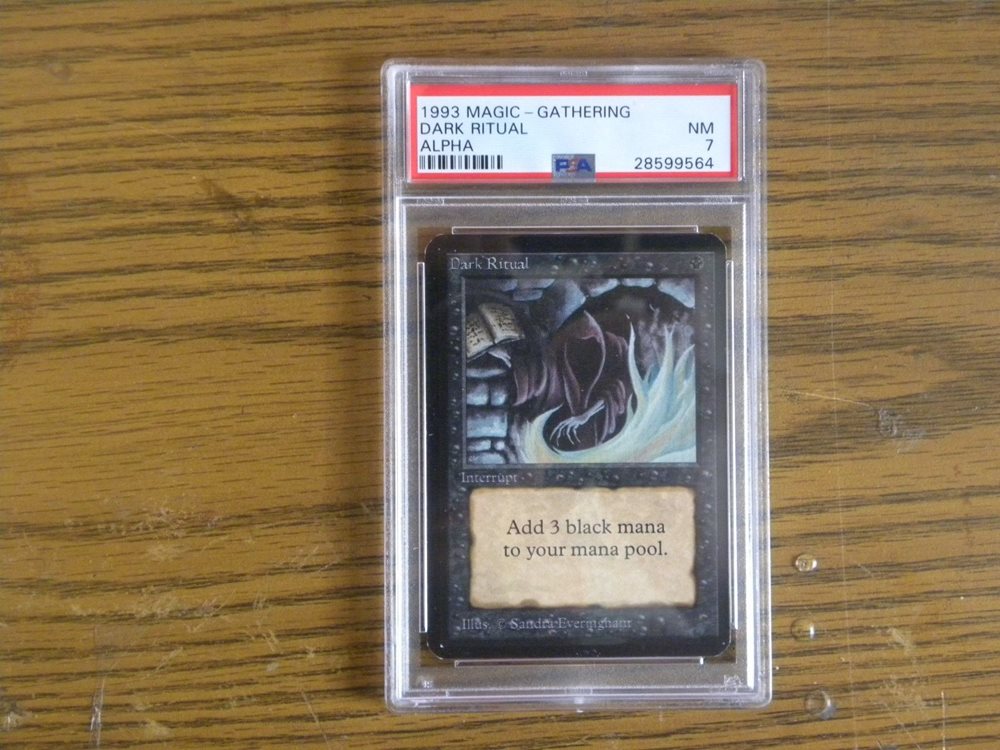 1993 MAGIC – GATHERING
DARK RITUAL NM
ALPHA 7
PSA 28599564
Dark Ritual
Interrupt
Add 3 black mana
to your mana pool.
Illus. © Sandra Everingham